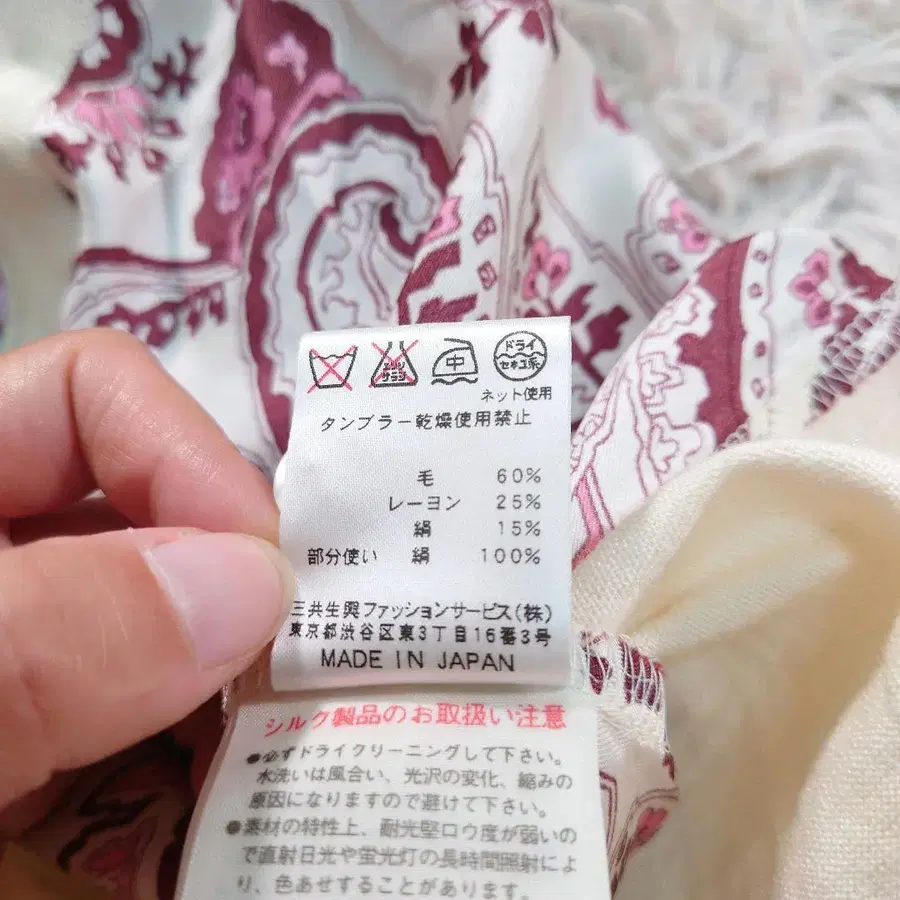 エンソ
サラシ
中
ドライ
セキユ系
ネット使用
タンブラー乾燥使用禁止
毛 60%
レーヨン 25%
絹 15%
部分使い 絹 100%
三共生興ファッションサービス(株)
東京都渋谷区東3丁目16番3号
MADE IN JAPAN
シルク製品のお取扱い注意
●必ずドライクリーニングして下さい。
水洗いは風合い、光沢の変化、縮みの
原因になりますので避けて下さい。
●素材の特性上、耐光堅ロウ度が弱いの
で直射日光や蛍光灯の長時間照射によ
り、色あせすることがあります。